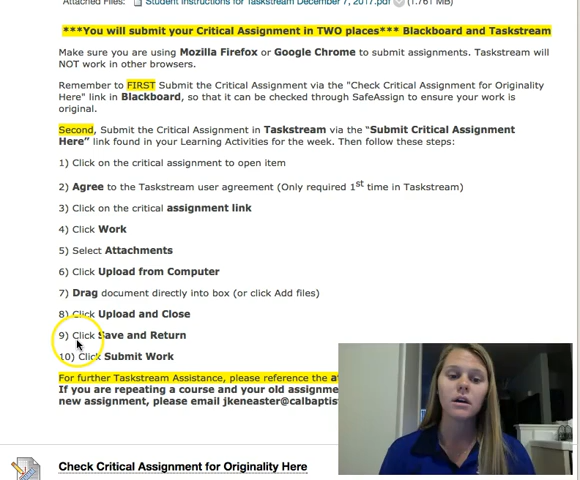 Attached Files: Student Instructions for Taskstream December 7, 2017.pdf (1.761 MB)
***You will submit your Critical Assignment in TWO places*** Blackboard and Taskstream
Make sure you are using Mozilla Firefox or Google Chrome to submit assignments. Taskstream will
NOT work in other browsers.
Remember to FIRST Submit the Critical Assignment via the "Check Critical Assignment for Originality
Here" link in Blackboard, so that it can be checked through SafeAssign to ensure your work is
original.
Second, Submit the Critical Assignment in Taskstream via the "Submit Critical Assignment
Here" link found in your Learning Activities for the week. Then follow these steps:
1) Click on the critical assignment to open item
2) Agree to the Taskstream user agreement (Only required 1st time in Taskstream)
3) Click on the critical assignment link
4) Click Work
5) Select Attachments
6) Click Upload from Computer
7) Drag document directly into box (or click Add files)
8) Click Upload and Close
9) Click Save and Return
10) Click Submit Work
For further Taskstream Assistance, please reference the
If you are repeating a course and your old
new assignment, please email
Check Critical Assignment for Originality Here